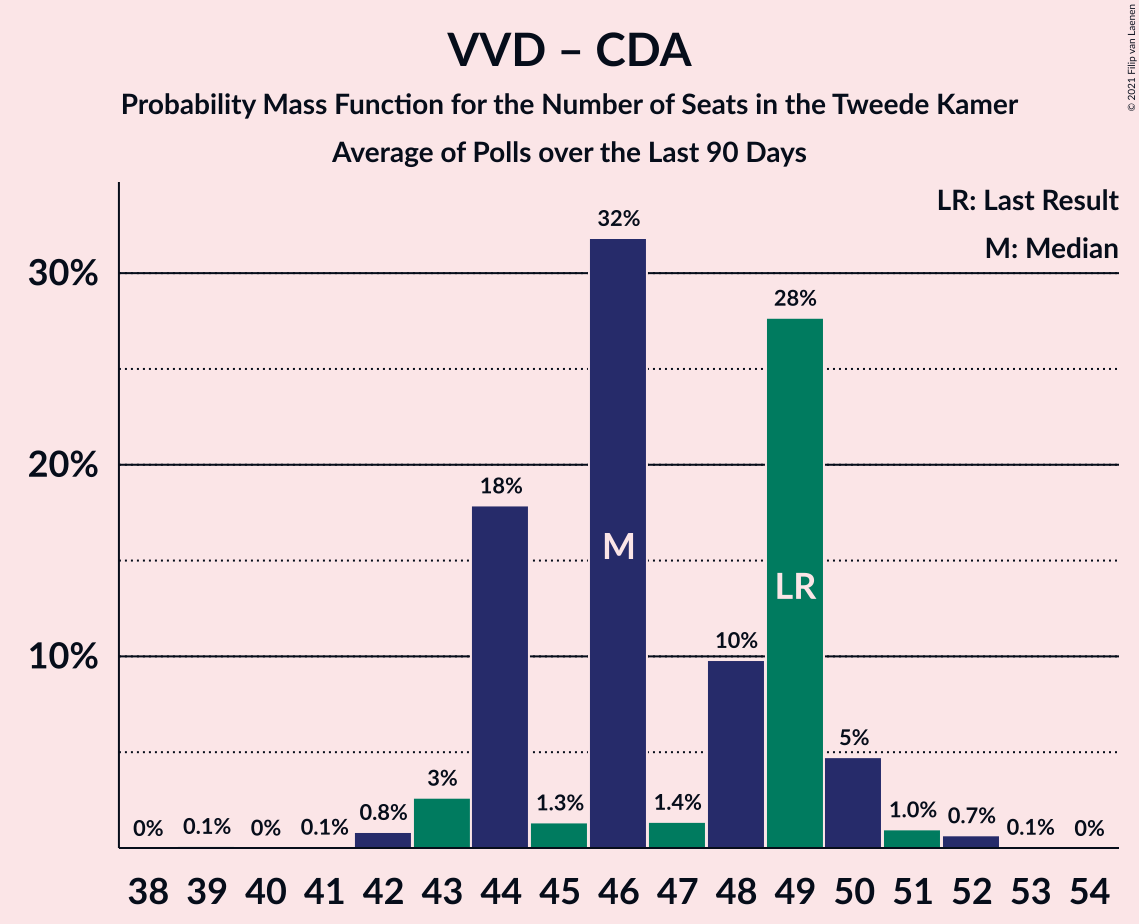 VVD – CDA
Probability Mass Function for the Number of Seats in the Tweede Kamer
Average of Polls over the Last 90 Days
© 2021 Filip van Laenen
LR: Last Result
M: Median
30%
20%
10%
0%
0.1%
0%
0.1%
0.8%
3%
18%
1.3%
32%
1.4%
10%
28%
5%
1.0%
0.7%
0.1%
0%
M
LR
38 39 40 41 42 43 44 45 46 47 48 49 50 51 52 53 54